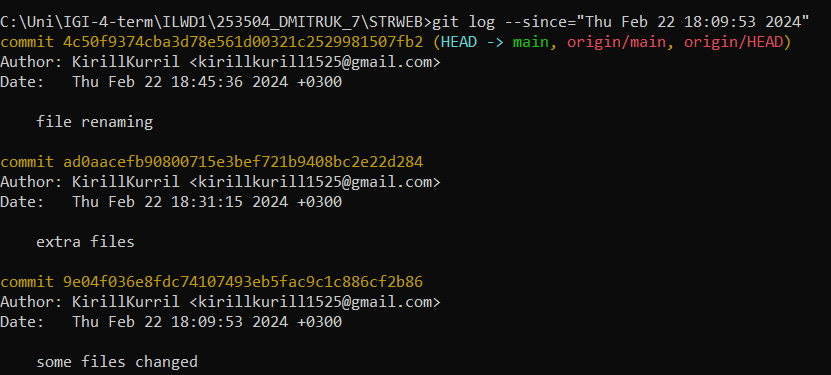 C:\Uni\IGI-4-term\ILWD1\253504_DMITRUK_7\STRWEB>git log --since="Thu Feb 22 18:09:53 2024"
commit 4c50f9374cba3d78e561d00321c2529981507fb2 (HEAD -> main, origin/main, origin/HEAD)
Author: KirillKurril <kirillkurill1525@gmail.com>
Date:   Thu Feb 22 18:45:36 2024 +0300
file renaming
commit ad0aacefb90800715e3bef721b9408bc2e22d284
Author: KirillKurril <kirillkurill1525@gmail.com>
Date:   Thu Feb 22 18:31:15 2024 +0300
extra files
commit 9e04f036e8fdc74107493eb5fac9c1c886cf2b86
Author: KirillKurril <kirillkurill1525@gmail.com>
Date:   Thu Feb 22 18:09:53 2024 +0300
some files changed